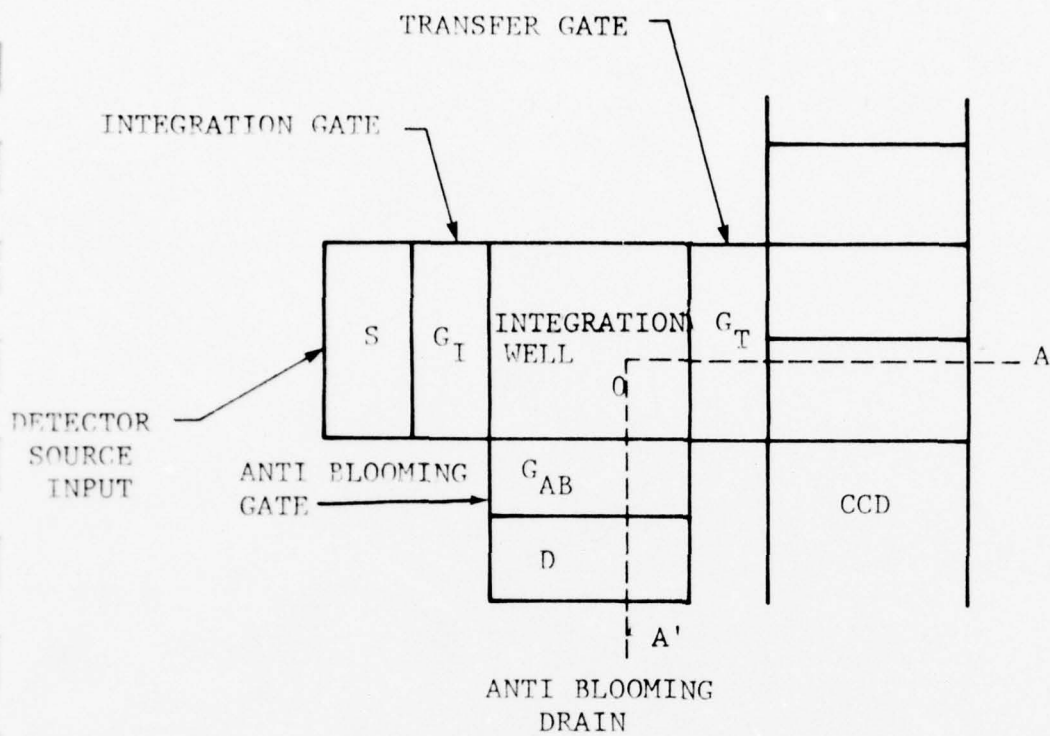 TRANSFER GATE
INTEGRATION GATE
S
G_I
INTEGRATION
WELL
O
G_T
A
DETECTOR
SOURCE
INPUT
ANTI BLOOMING
GATE
G_AB
D
CCD
A'
ANTI BLOOMING
DRAIN